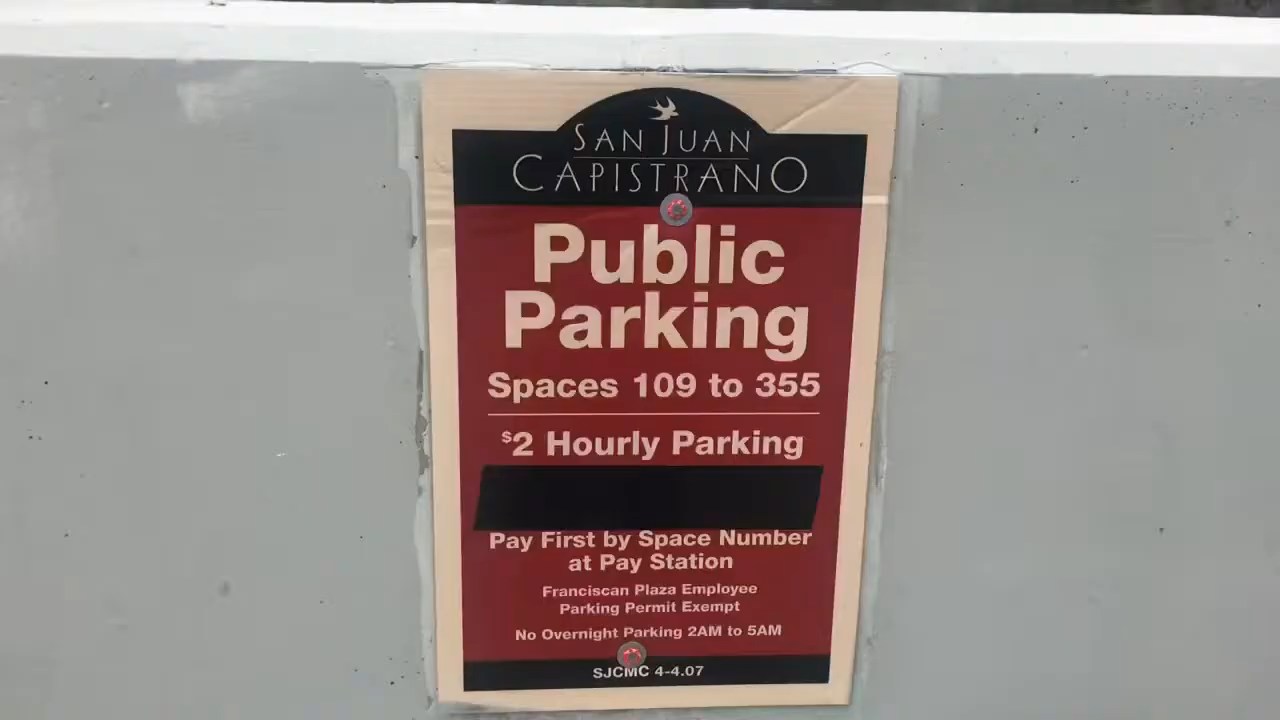 SAN JUAN
CAPISTRANO
Public
Parking
Spaces 109 to 355
$2 Hourly Parking
Pay First by Space Number
at Pay Station
Franciscan Plaza Employee
Parking Permit Exempt
No Overnight Parking 2AM to 5AM
SJCMC 4-4.07